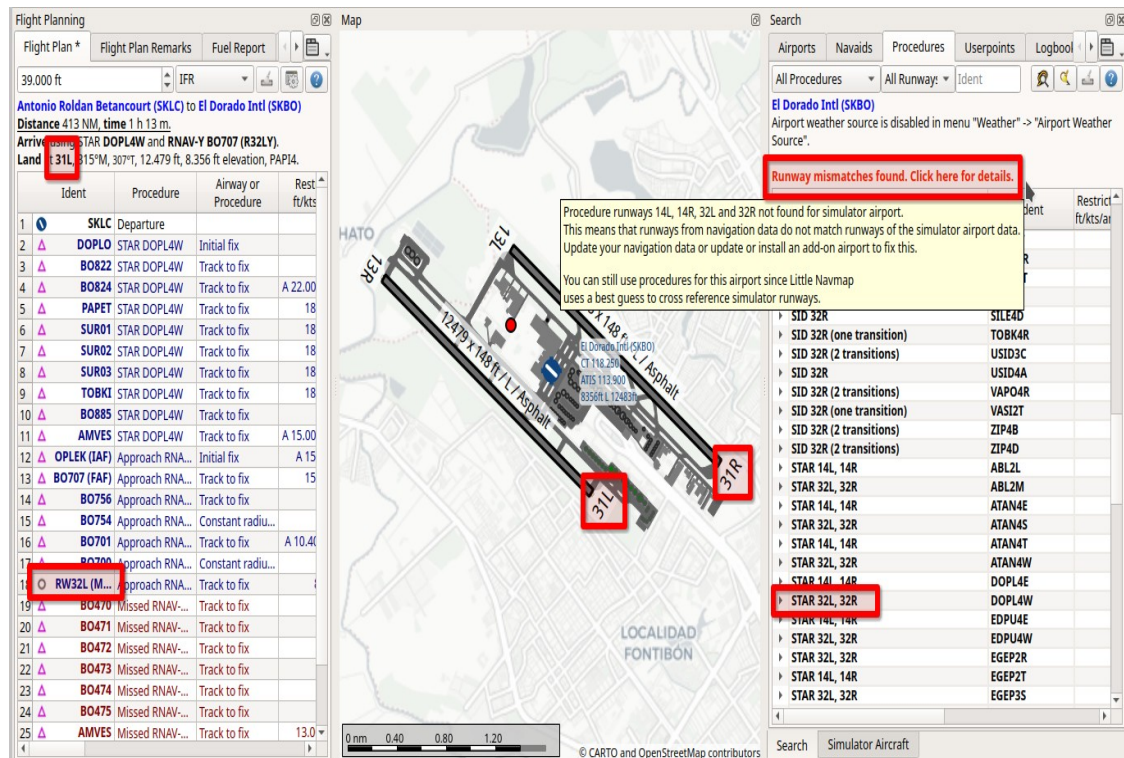 Flight Planning
Flight Plan *
Flight Plan Remarks
Fuel Report
39.000 ft
IFR
Antonio Roldan Betancourt (SKLC) to El Dorado Intl (SKBO)
Distance 413 NM, time 1 h 13 m.
Arrive using STAR DOPL4W and RNAV-Y BO707 (R32LY).
Land at 31L, 315°M, 307°T, 12.479 ft, 8.356 ft elevation, PAPI4.
Ident Procedure Airway or Procedure Rest ft/kts
1 SKLC Departure
2 DOPLO STAR DOPL4W Initial fix
3 BO822 STAR DOPL4W Track to fix
4 BO824 STAR DOPL4W Track to fix A 22.00
5 PAPET STAR DOPL4W Track to fix 18
6 SUR01 STAR DOPL4W Track to fix 18
7 SUR02 STAR DOPL4W Track to fix 18
8 SUR03 STAR DOPL4W Track to fix 18
9 TOBKI STAR DOPL4W Track to fix 18
10 BO885 STAR DOPL4W Track to fix
11 AMVES STAR DOPL4W Track to fix A 15.00
12 OPLEK (IAF) Approach RNA... Initial fix A 15
13 BO707 (FAF) Approach RNA... Track to fix 15
14 BO756 Approach RNA... Track to fix
15 BO754 Approach RNA... Constant radiu...
16 BO701 Approach RNA... Track to fix A 10.40
17 BO700 Approach RNA... Constant radiu...
18 RW32L (M... Approach RNA... Track to fix
19 BO470 Missed RNAV-... Track to fix
20 BO471 Missed RNAV-... Track to fix
21 BO472 Missed RNAV-... Track to fix
22 BO473 Missed RNAV-... Track to fix
23 BO474 Missed RNAV-... Track to fix
24 BO475 Missed RNAV-... Track to fix
25 AMVES Missed RNAV-... Track to fix 13.0
Map
HATO
13L
13R
12479 x 148 ft / L / Asphalt
x 148 ft / L / Asphalt
El Dorado Intl (SKBO)
CT 118.250
ATIS 113.900
8356ft L 12483ft
31R
31L
LOCALIDAD
FONTIBÓN
0 nm 0.40 0.80 1.20
© CARTO and OpenStreetMap contributors
Search
Airports
Navaids
Procedures
Userpoints
Logbook
All Procedures
All Runways
Ident
El Dorado Intl (SKBO)
Airport weather source is disabled in menu "Weather" -> "Airport Weather
Source".
Runway mismatches found. Click here for details.
dent Restrict ft/kts/an
Procedure runways 14L, 14R, 32L and 32R not found for simulator airport.
This means that runways from navigation data do not match runways of the simulator airport data.
Update your navigation data or update or install an add-on airport to fix this.
You can still use procedures for this airport since Little Navmap
uses a best guess to cross reference simulator runways.
SID 32R SILE4D
SID 32R (one transition) TOBK4R
SID 32R (2 transitions) USID3C
SID 32R USID4A
SID 32R (2 transitions) VAPO4R
SID 32R (one transition) VASI2T
SID 32R (2 transitions) ZIP4B
SID 32R (2 transitions) ZIP4D
STAR 14L, 14R ABL2L
STAR 32L, 32R ABL2M
STAR 14L, 14R ATAN4E
STAR 32L, 32R ATAN4S
STAR 14L, 14R ATAN4T
STAR 32L, 32R ATAN4W
STAR 14L, 14R DOPL4E
STAR 32L, 32R DOPL4W
STAR 14L, 14R EDPU4E
STAR 32L, 32R EDPU4W
STAR 32L, 32R EGEP2R
STAR 14L, 14R EGEP2T
STAR 32L, 32R EGEP3S
Search
Simulator Aircraft